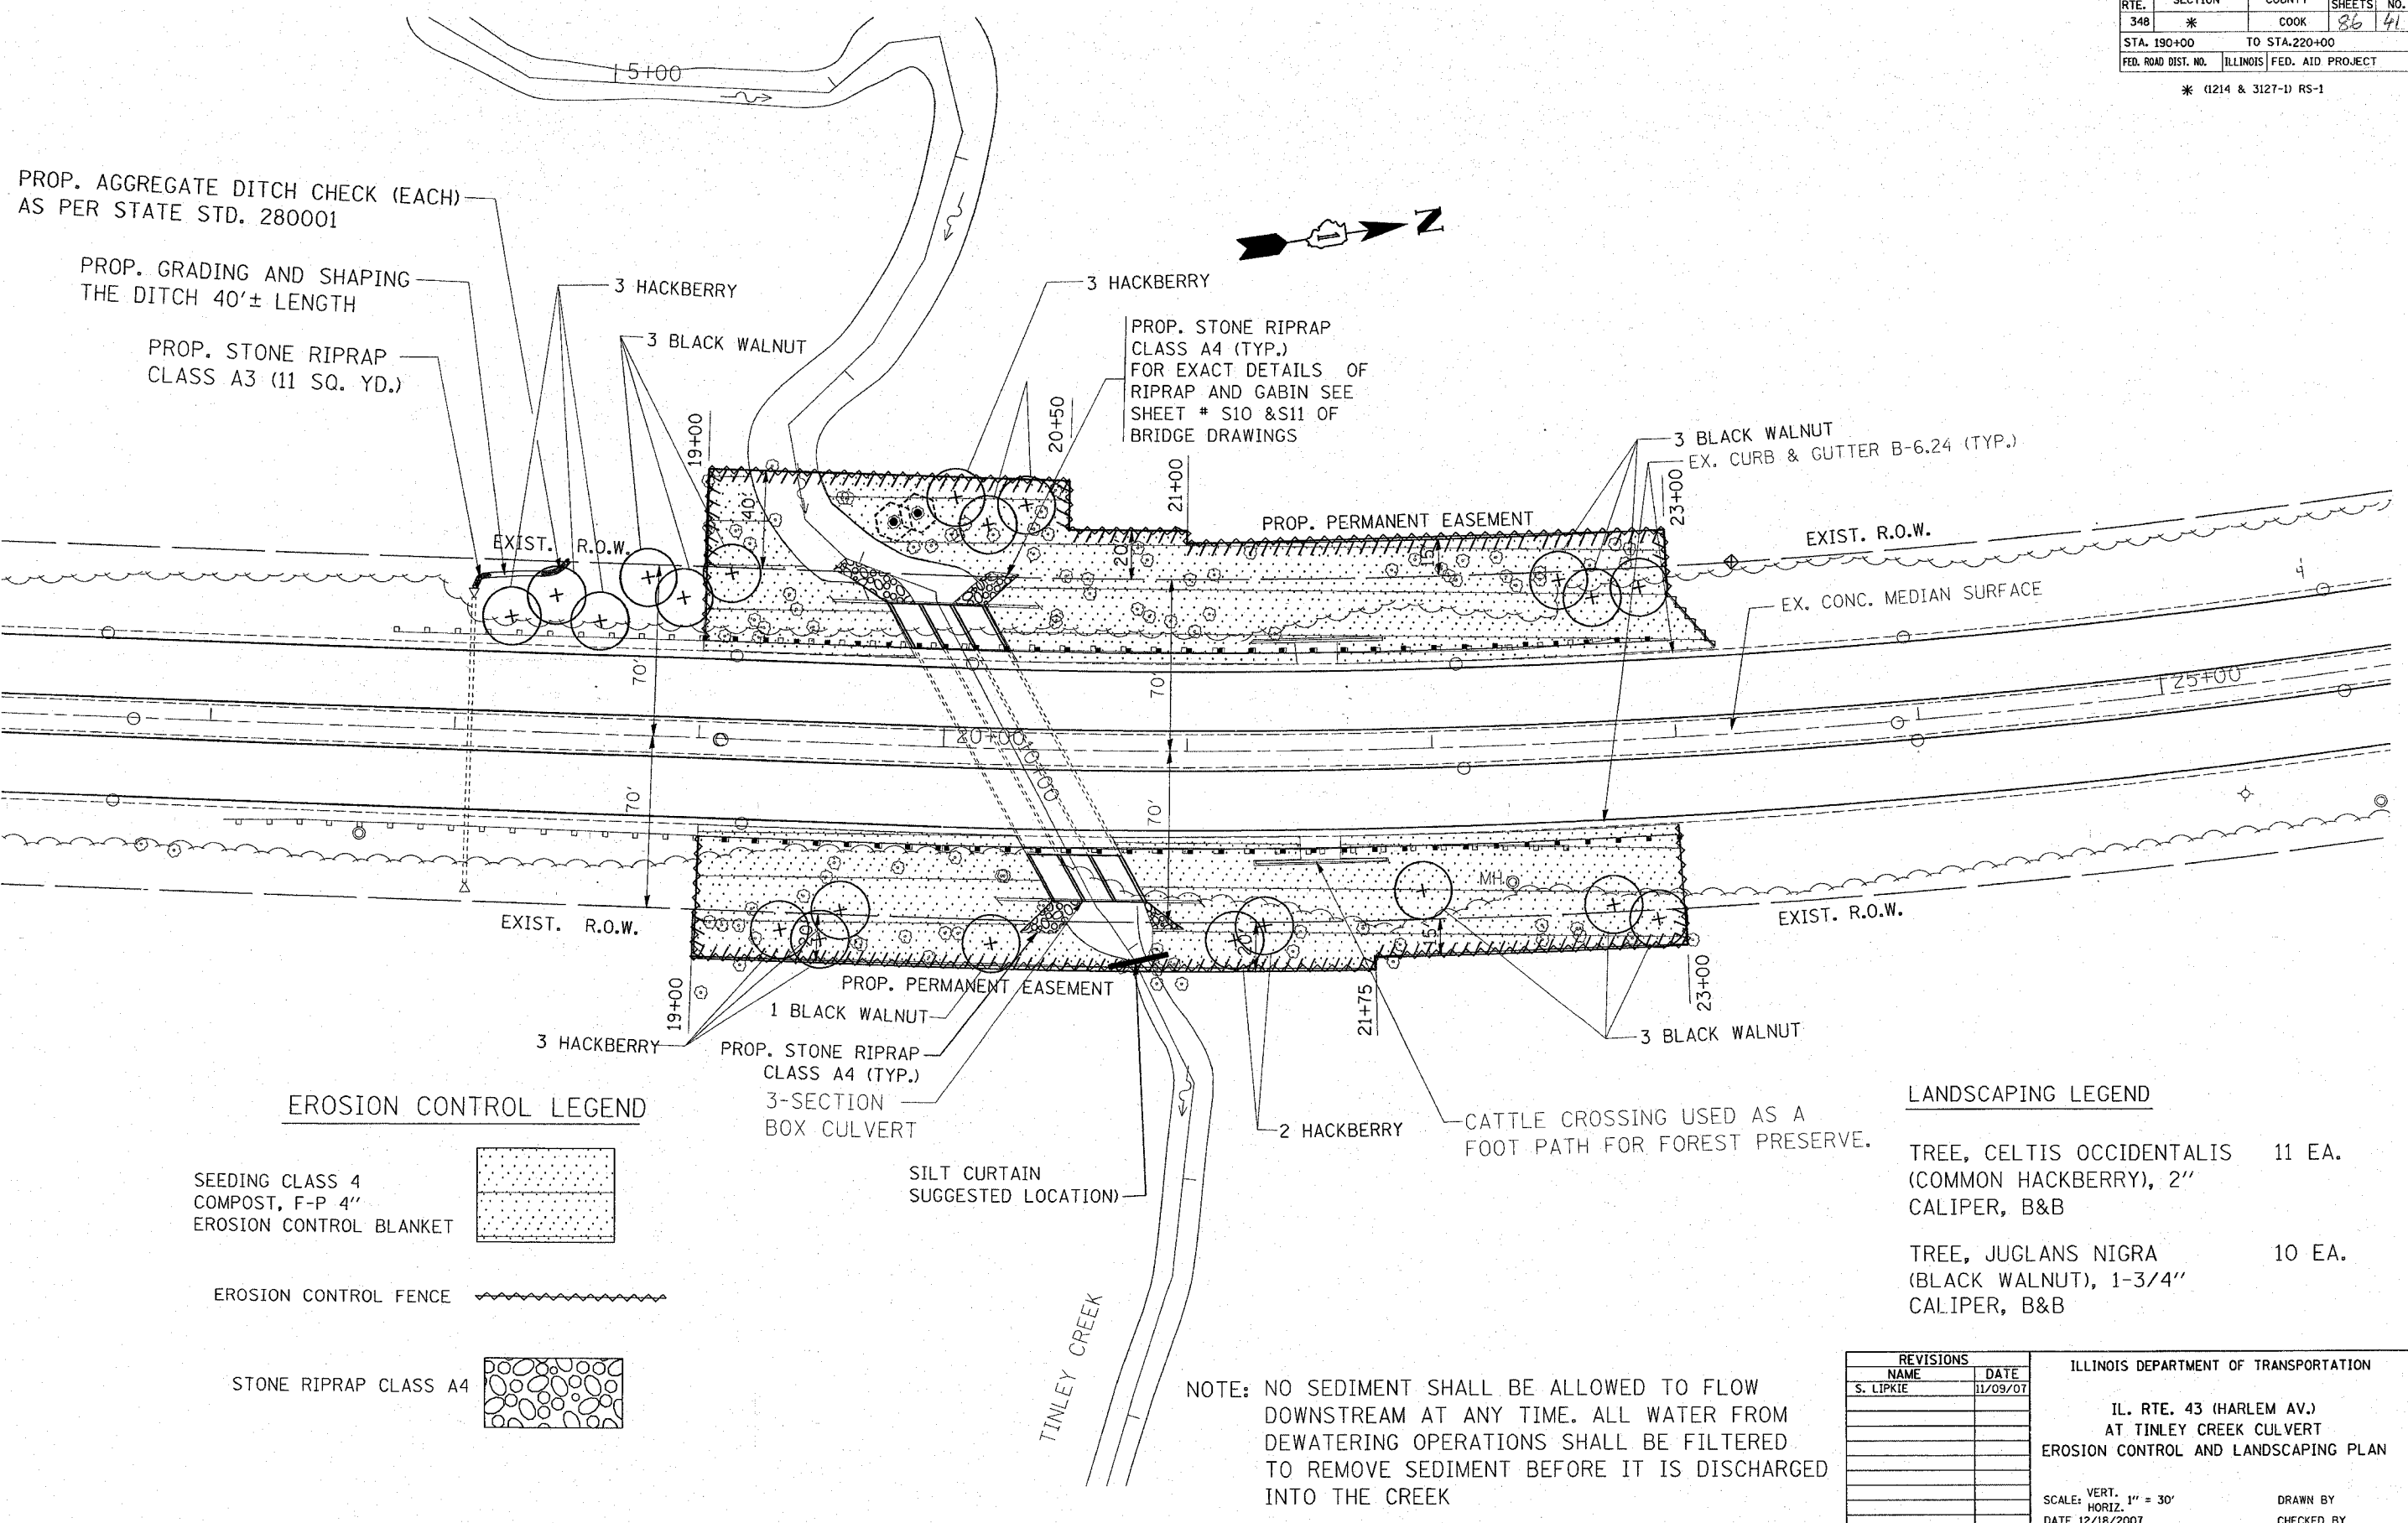 RTE. SECTION COUNTY SHEETS NO.
348 * COOK 86 41
STA. 190+00 TO STA.220+00
FED. ROAD DIST. NO. ILLINOIS FED. AID PROJECT
* (1214 & 3127-1) RS-1
15+00
PROP. AGGREGATE DITCH CHECK (EACH)
AS PER STATE STD. 280001
N
PROP. GRADING AND SHAPING
THE DITCH 40'± LENGTH
3 HACKBERRY
3 HACKBERRY
PROP. STONE RIPRAP
CLASS A3 (11 SQ. YD.)
3 BLACK WALNUT
PROP. STONE RIPRAP
CLASS A4 (TYP.)
FOR EXACT DETAILS OF
RIPRAP AND GABIN SEE
SHEET # S10 &S11 OF
BRIDGE DRAWINGS
19+00
20+50
21+00
3 BLACK WALNUT
EX. CURB & GUTTER B-6.24 (TYP.)
23+00
40'
PROP. PERMANENT EASEMENT
EXIST. R.O.W.
EXIST. R.O.W.
20'
15'
EX. CONC. MEDIAN SURFACE
70'
70'
125+00
120+00
10+00
70'
70'
MH
EXIST. R.O.W.
EXIST. R.O.W.
20'
20'
15'
PROP. PERMANENT EASEMENT
19+00
21+75
23+00
1 BLACK WALNUT
3 HACKBERRY
PROP. STONE RIPRAP
CLASS A4 (TYP.)
3-SECTION
BOX CULVERT
3 BLACK WALNUT
2 HACKBERRY
CATTLE CROSSING USED AS A
FOOT PATH FOR FOREST PRESERVE.
SILT CURTAIN
SUGGESTED LOCATION)
EROSION CONTROL LEGEND
SEEDING CLASS 4
COMPOST, F-P 4"
EROSION CONTROL BLANKET
EROSION CONTROL FENCE
STONE RIPRAP CLASS A4
TINLEY CREEK
LANDSCAPING LEGEND
TREE, CELTIS OCCIDENTALIS 11 EA.
(COMMON HACKBERRY), 2"
CALIPER, B&B
TREE, JUGLANS NIGRA 10 EA.
(BLACK WALNUT), 1-3/4"
CALIPER, B&B
NOTE: NO SEDIMENT SHALL BE ALLOWED TO FLOW
DOWNSTREAM AT ANY TIME. ALL WATER FROM
DEWATERING OPERATIONS SHALL BE FILTERED
TO REMOVE SEDIMENT BEFORE IT IS DISCHARGED
INTO THE CREEK
REVISIONS
NAME DATE
S. LIPKIE 11/09/07
ILLINOIS DEPARTMENT OF TRANSPORTATION
IL. RTE. 43 (HARLEM AV.)
AT TINLEY CREEK CULVERT
EROSION CONTROL AND LANDSCAPING PLAN
SCALE: VERT. HORIZ. 1" = 30'
DRAWN BY
DATE 12/18/2007
CHECKED BY